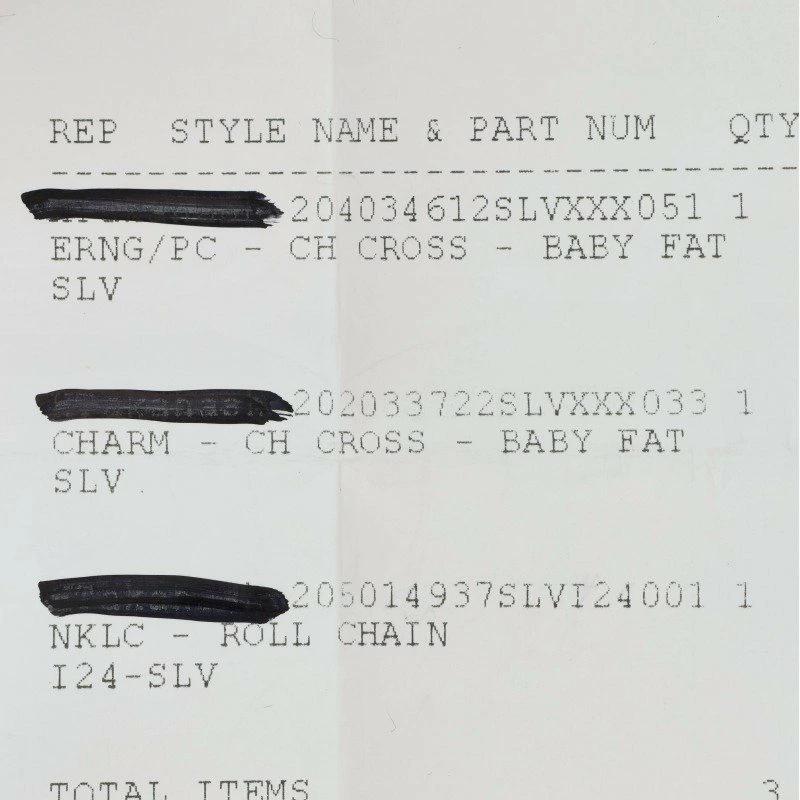 REP STYLE NAME & PART NUM QTY
------------------------------
204034612SLVXXX051 1
ERNG/PC - CH CROSS - BABY FAT
SLV
202033722SLVXXX033 1
CHARM - CH CROSS - BABY FAT
SLV
205014937SLVI24001 1
NKLC - ROLL CHAIN
I24-SLV
TOTAL ITEMS 3